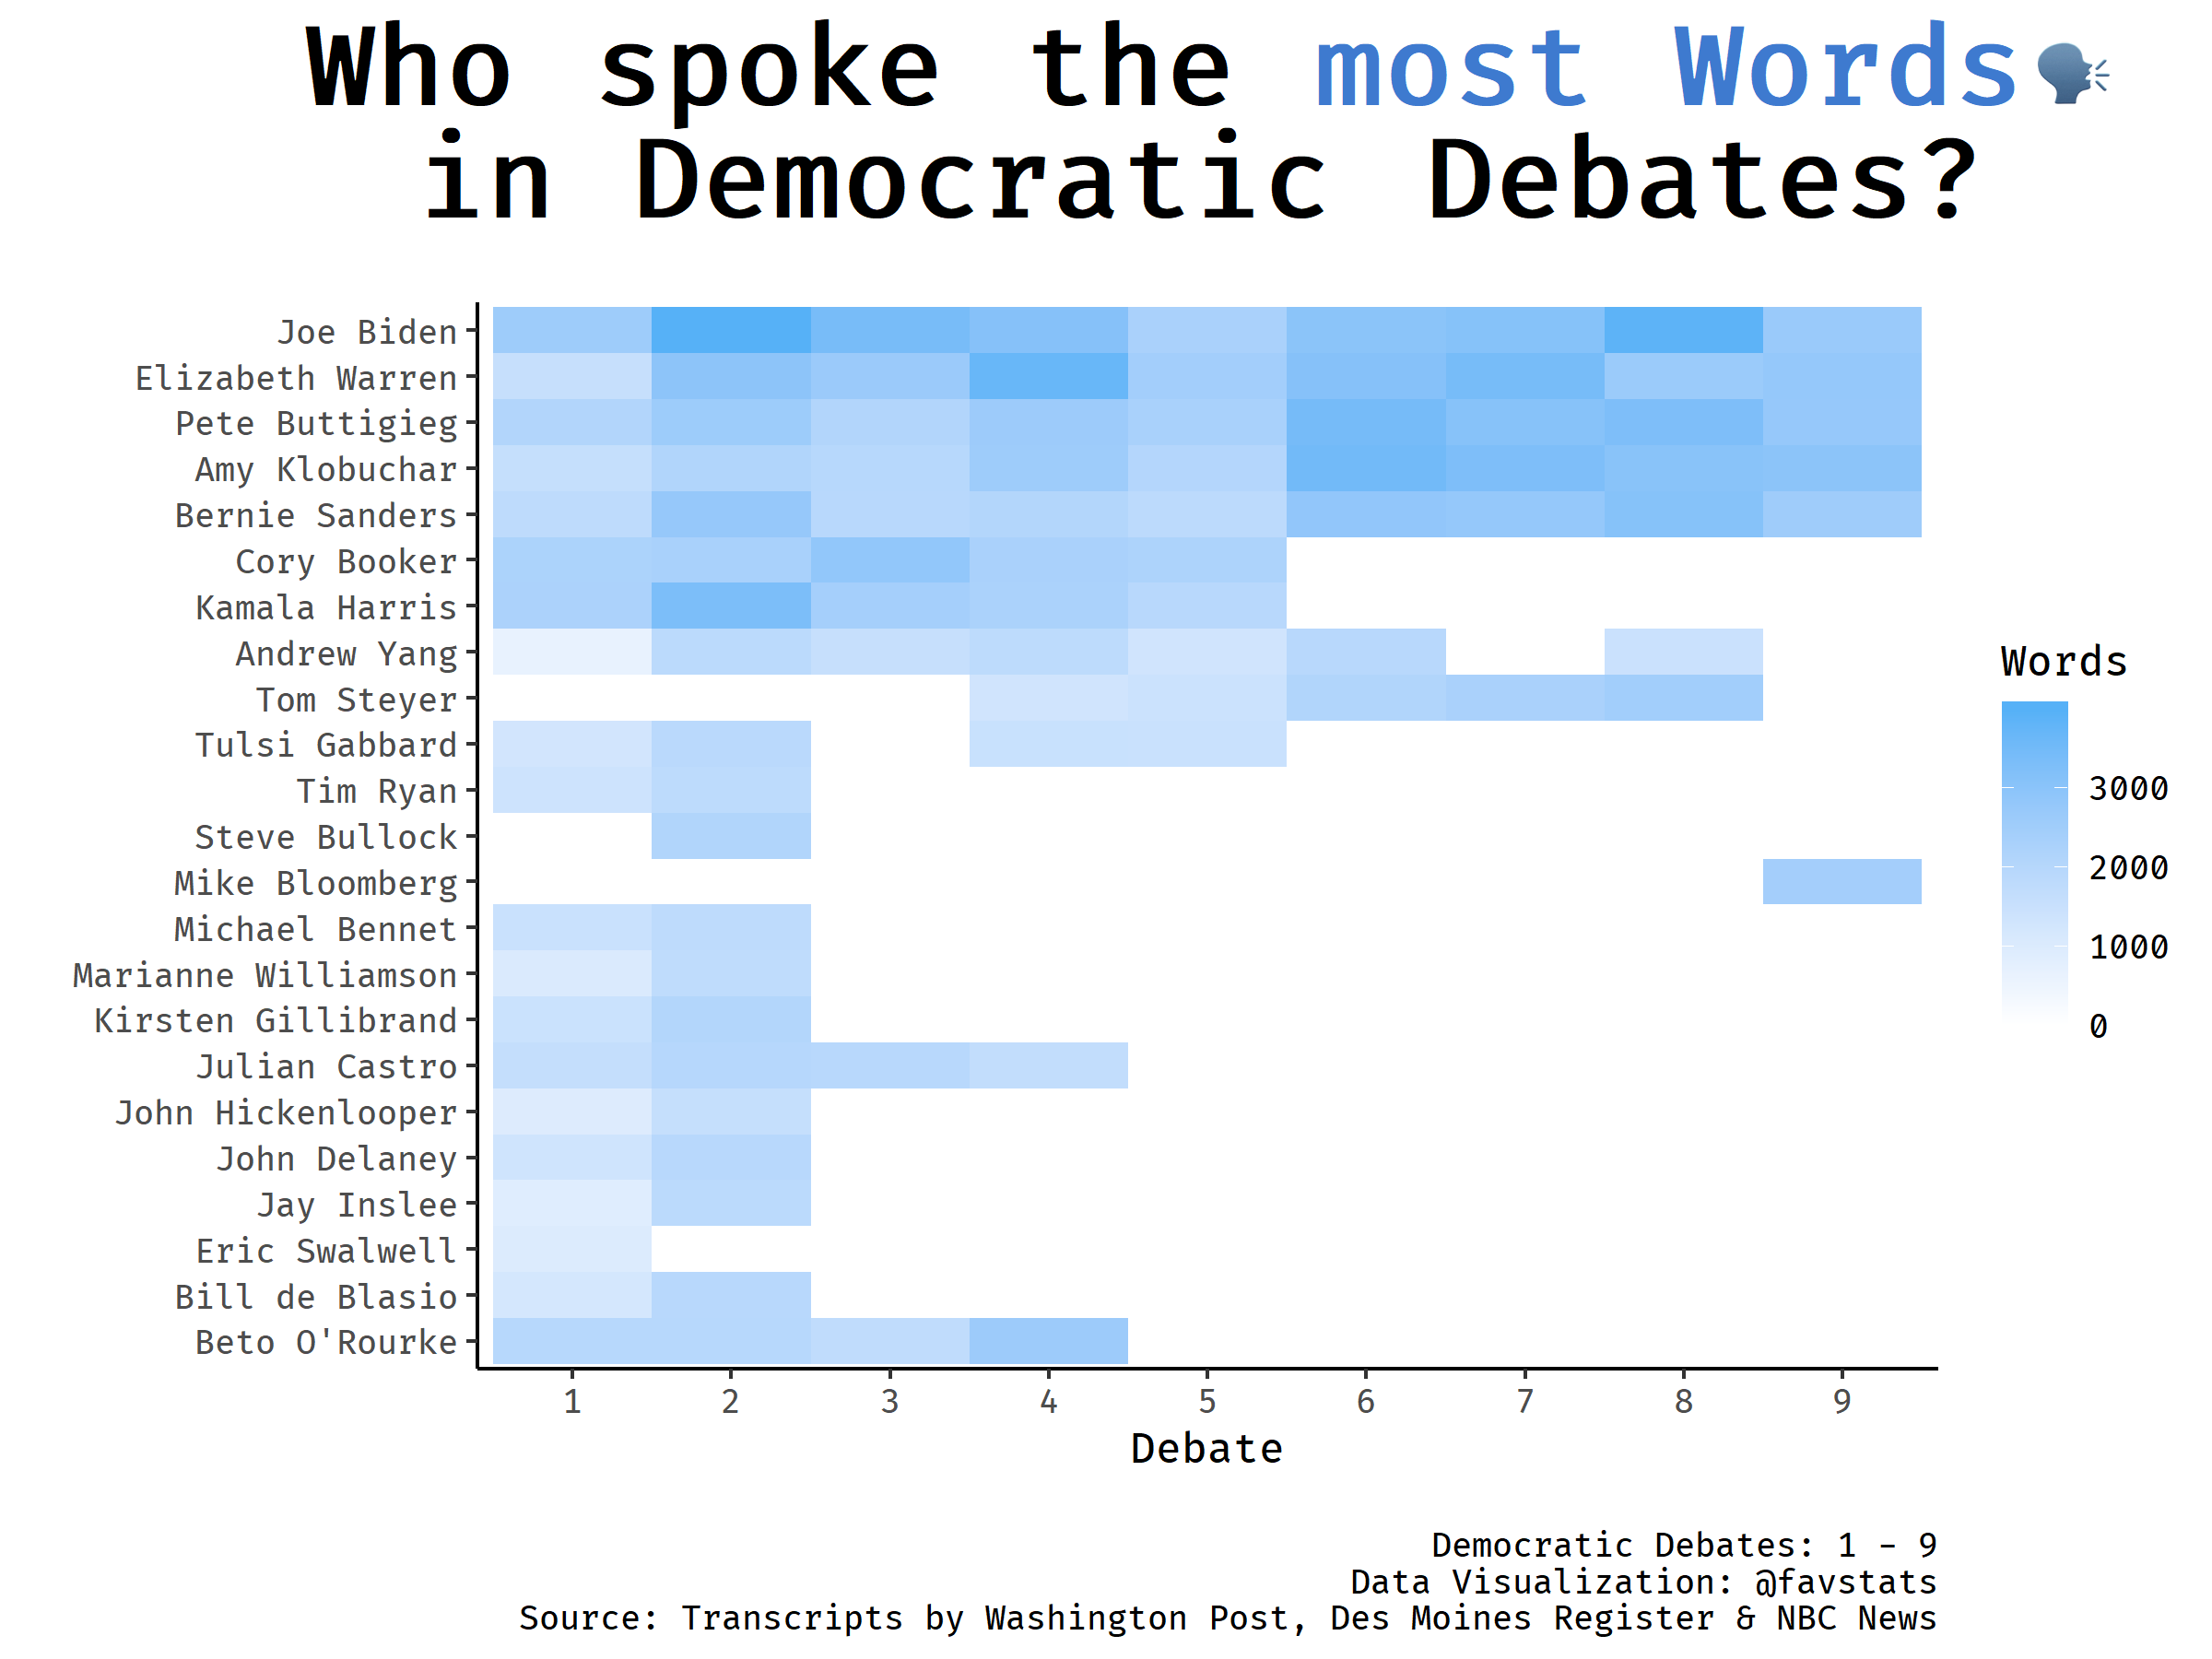 Who spoke the most Words
in Democratic Debates?
Joe Biden
Elizabeth Warren
Pete Buttigieg
Amy Klobuchar
Bernie Sanders
Cory Booker
Kamala Harris
Andrew Yang
Tom Steyer
Tulsi Gabbard
Tim Ryan
Steve Bullock
Mike Bloomberg
Michael Bennet
Marianne Williamson
Kirsten Gillibrand
Julian Castro
John Hickenlooper
John Delaney
Jay Inslee
Eric Swalwell
Bill de Blasio
Beto O'Rourke
1 2 3 4 5 6 7 8 9
Debate
Words
3000
2000
1000
0
Democratic Debates: 1 - 9
Data Visualization: @favstats
Source: Transcripts by Washington Post, Des Moines Register & NBC News